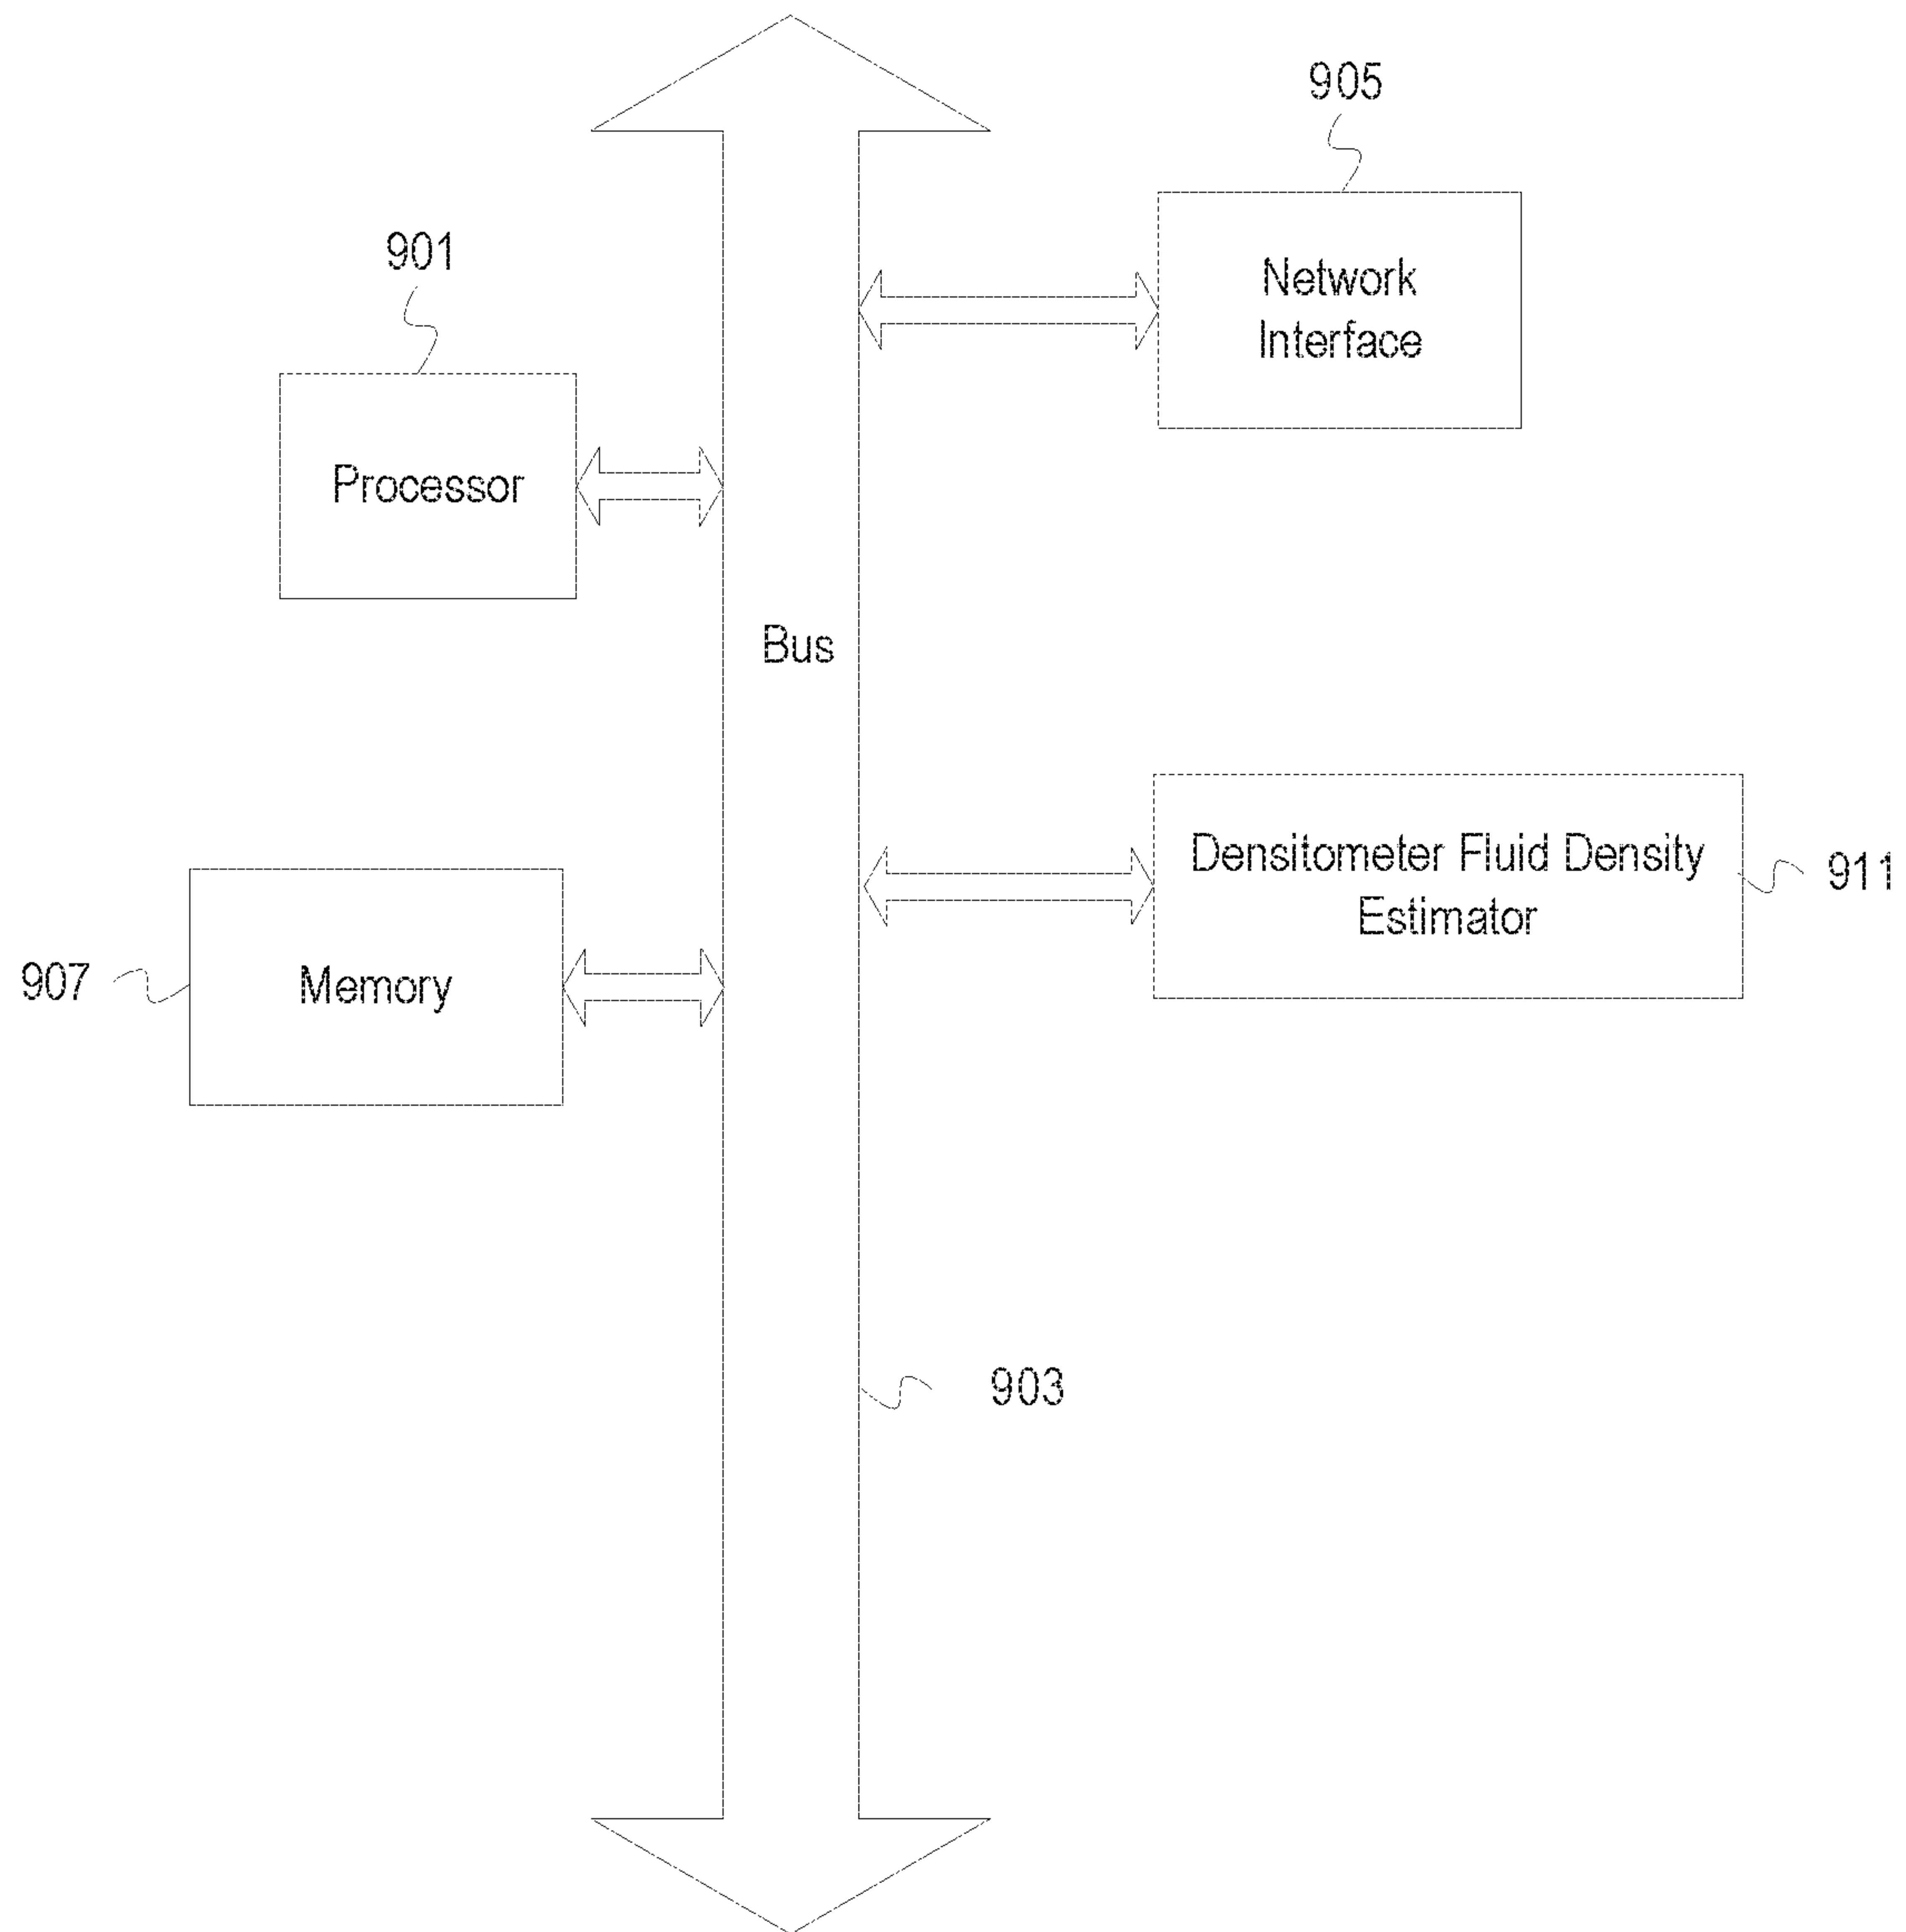 905
Network
Interface
901
Processor
Bus
Densitometer Fluid Density
Estimator
911
907
Memory
903